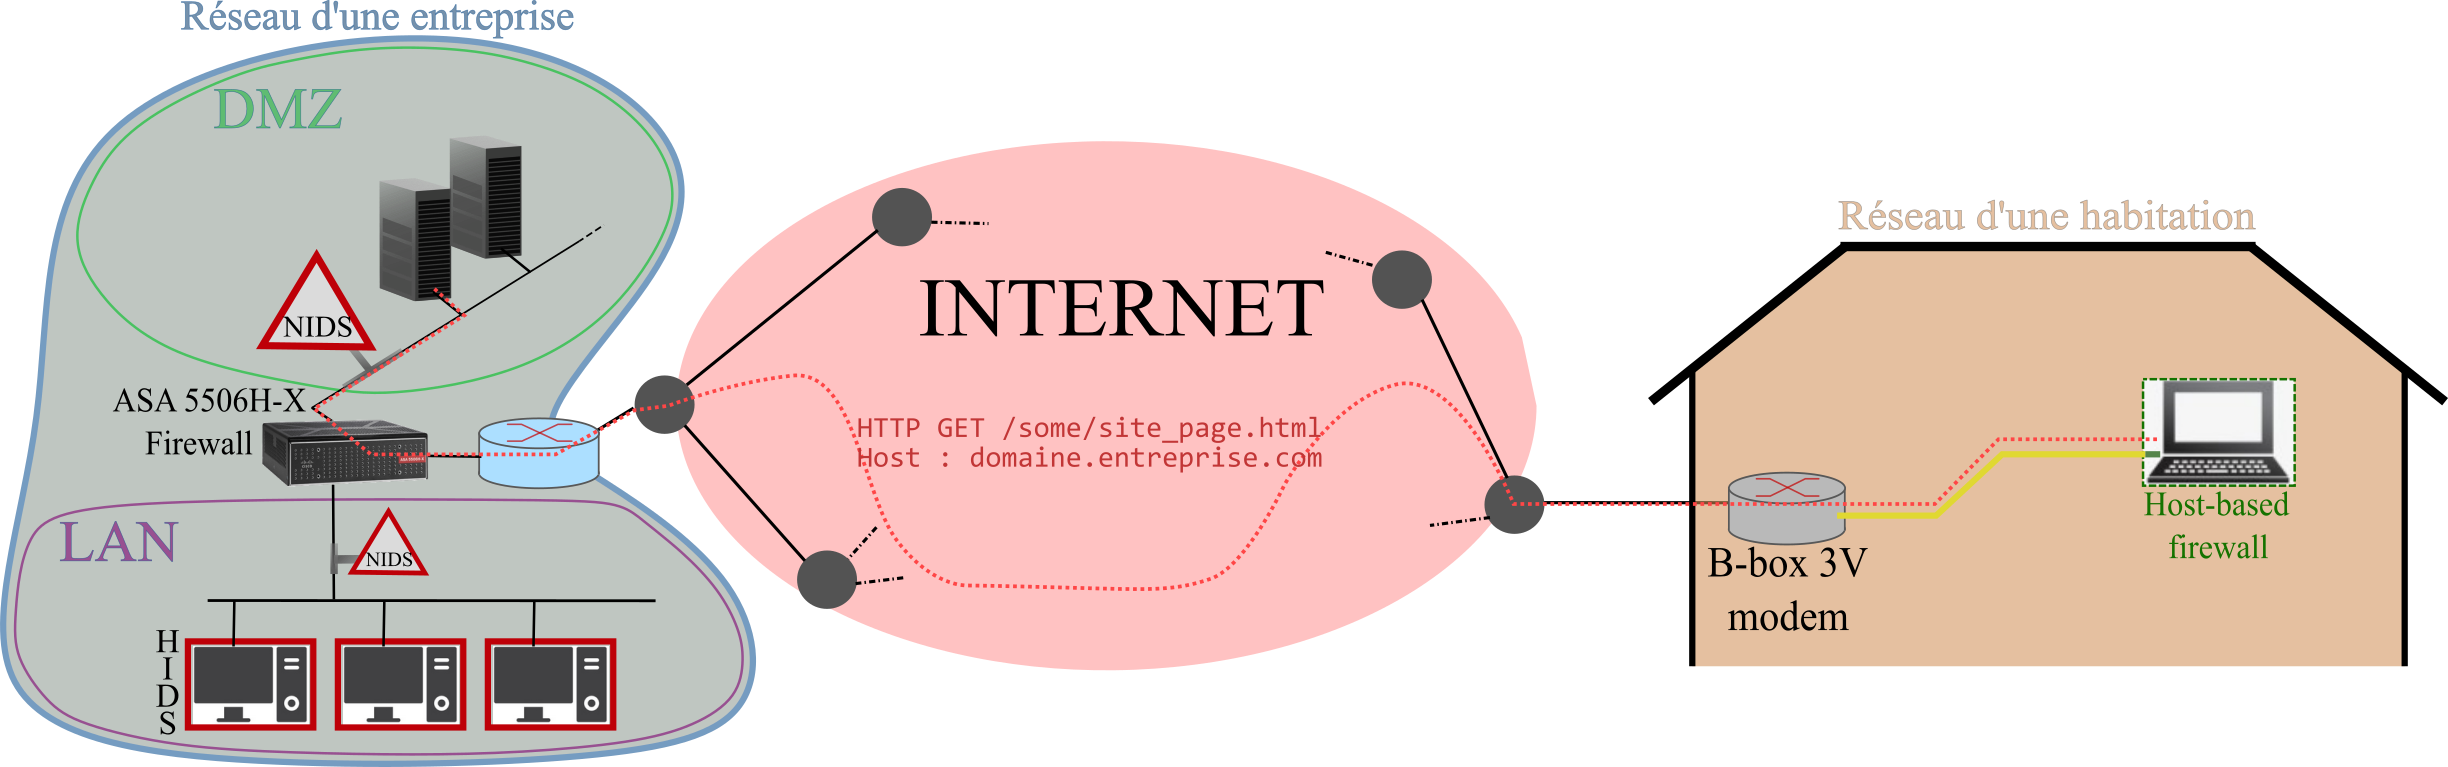 Réseau d'une entreprise
DMZ
NIDS
ASA 5506H-X
Firewall
LAN
NIDS
H
I
D
S
INTERNET
HTTP GET /some/site_page.html
Host : domaine.entreprise.com
Réseau d'une habitation
B-box 3V
modem
Host-based
firewall